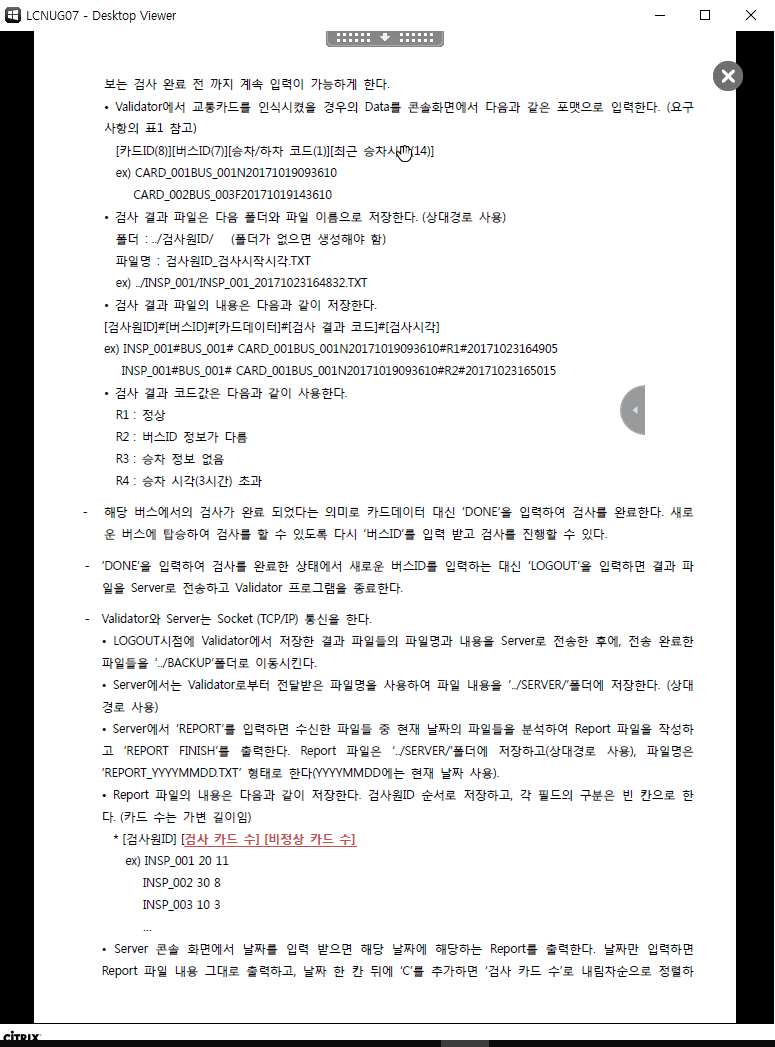 LCNUG07 - Desktop Viewer
보는 검사 완료 전 까지 계속 입력이 가능하게 한다.
• Validator에서 교통카드를 인식시켰을 경우의 Data를 콘솔화면에서 다음과 같은 포맷으로 입력한다. (요구
사항의 표1 참고)
[카드ID(8)][버스ID(7)][승차/하차 코드(1)][최근 승차시(14)]
ex) CARD_001BUS_001N20171019093610
CARD_002BUS_003F20171019143610
• 검사 결과 파일은 다음 폴더와 파일 이름으로 저장한다. (상대경로 사용)
폴더 : ../검사원ID/ (폴더가 없으면 생성해야 함)
파일명 : 검사원ID_검사시작시각.TXT
ex) ../INSP_001/INSP_001_20171023164832.TXT
• 검사 결과 파일의 내용은 다음과 같이 저장한다.
[검사원ID]#[버스ID]#[카드데이터]#[검사 결과 코드]#[검사시각]
ex) INSP_001#BUS_001# CARD_001BUS_001N20171019093610#R1#20171023164905
INSP_001#BUS_001# CARD_001BUS_001N20171019093610#R2#20171023165015
• 검사 결과 코드값은 다음과 같이 사용한다.
R1 : 정상
R2 : 버스ID 정보가 다름
R3 : 승차 정보 없음
R4 : 승차 시각(3시간) 초과
- 해당 버스에서의 검사가 완료 되었다는 의미로 카드데이터 대신 ‘DONE’을 입력하여 검사를 완료한다. 새로
운 버스에 탑승하여 검사를 할 수 있도록 다시 ‘버스ID’를 입력 받고 검사를 진행할 수 있다.
- ‘DONE’을 입력하여 검사를 완료한 상태에서 새로운 버스ID를 입력하는 대신 ‘LOGOUT’을 입력하면 결과 파
일을 Server로 전송하고 Validator 프로그램을 종료한다.
- Validator와 Server는 Socket (TCP/IP) 통신을 한다.
• LOGOUT시점에 Validator에서 저장한 결과 파일들의 파일명과 내용을 Server로 전송한 후에, 전송 완료한
파일들을 ‘../BACKUP’폴더로 이동시킨다.
• Server에서는 Validator로부터 전달받은 파일명을 사용하여 파일 내용을 ‘../SERVER/’폴더에 저장한다. (상대
경로 사용)
• Server에서 ‘REPORT’를 입력하면 수신한 파일들 중 현재 날짜의 파일들을 분석하여 Report 파일을 작성하
고 ‘REPORT FINISH’를 출력한다. Report 파일은 ‘../SERVER/’폴더에 저장하고(상대경로 사용), 파일명은
‘REPORT_YYYYMMDD.TXT’ 형태로 한다(YYYYMMDD에는 현재 날짜 사용).
• Report 파일의 내용은 다음과 같이 저장한다. 검사원ID 순서로 저장하고, 각 필드의 구분은 빈 칸으로 한
다. (카드 수는 가변 길이임)
* [검사원ID] [검사 카드 수] [비정상 카드 수]
ex) INSP_001 20 11
INSP_002 30 8
INSP_003 10 3
...
• Server 콘솔 화면에서 날짜를 입력 받으면 해당 날짜에 해당하는 Report를 출력한다. 날짜만 입력하면
Report 파일 내용 그대로 출력하고, 날짜 한 칸 뒤에 ‘C’를 추가하면 ‘검사 카드 수’로 내림차순으로 정렬하
CITRIX